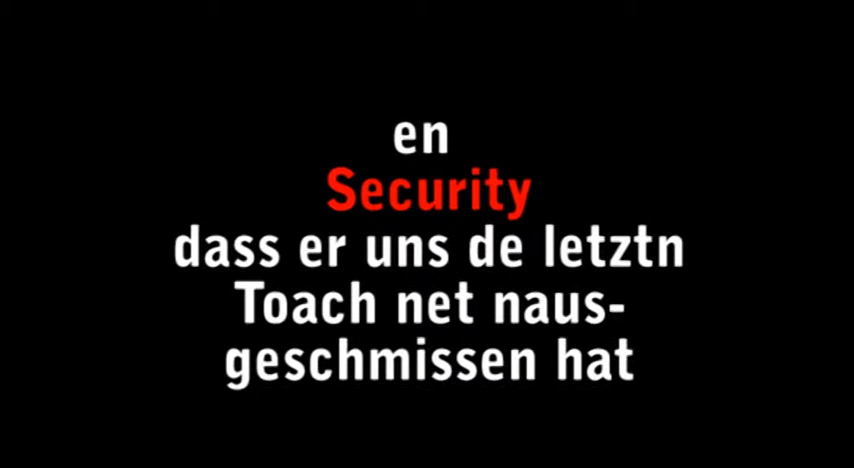 en
Security
dass er uns de letztn
Toach net naus-
geschmissen hat